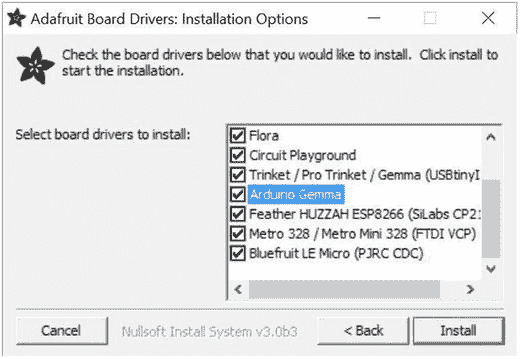 Adafruit Board Drivers: Installation Options
Check the board drivers below that you would like to install. Click install to
start the installation.
Select board drivers to install:
Flora
Circuit Playground
Trinket / Pro Trinket / Gemma (USBtinyI
Arduino Gemma
Feather HUZZAH ESP8266 (SiLabs CP21
Metro 328 / Metro Mini 328 (FTDI VCP)
Bluefruit LE Micro (PJRC CDC)
Cancel
Nullsoft Install System v3.0b3
< Back
Install